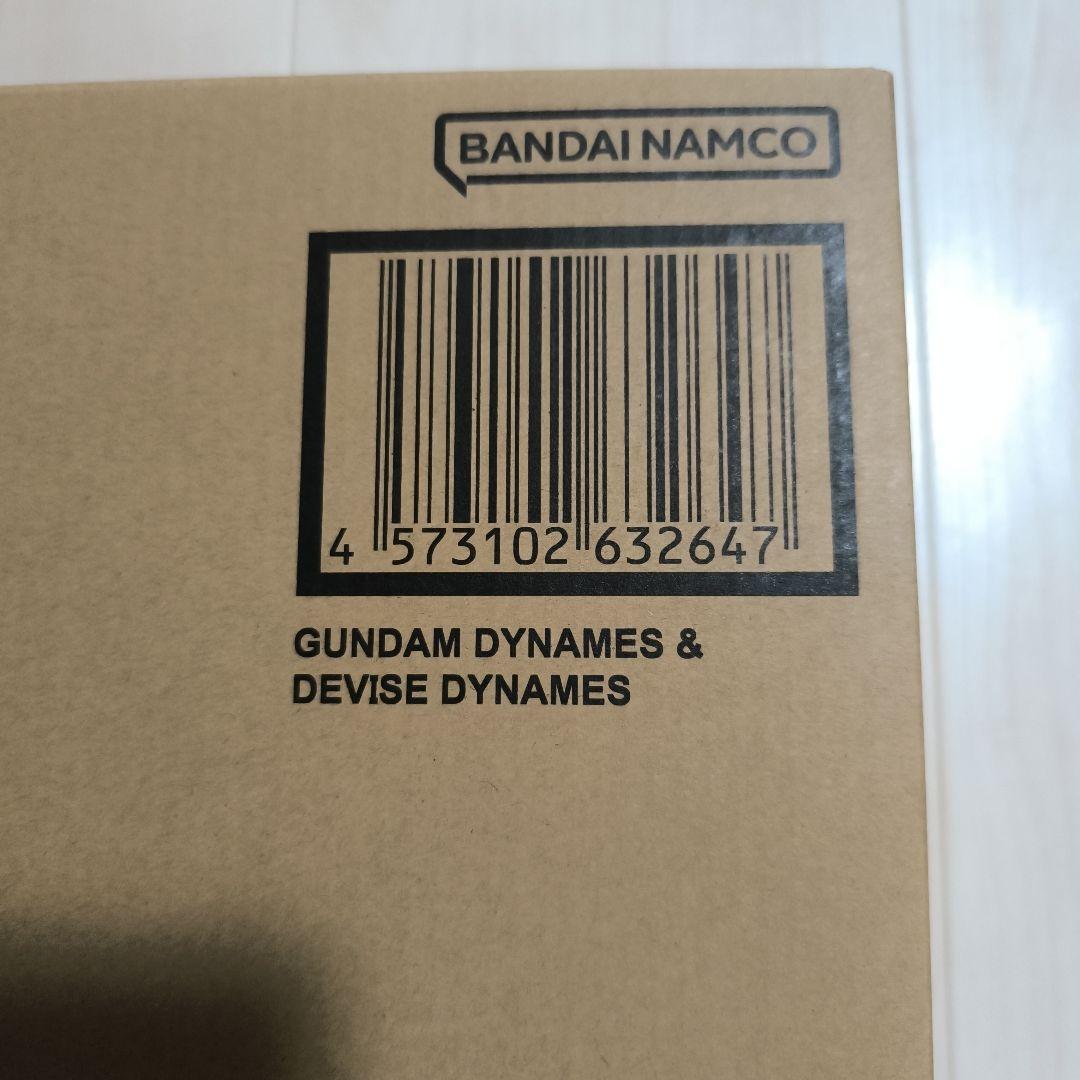 BANDAI NAMCO
4 573102 632647
GUNDAM DYNAMES &
DEVISE DYNAMES